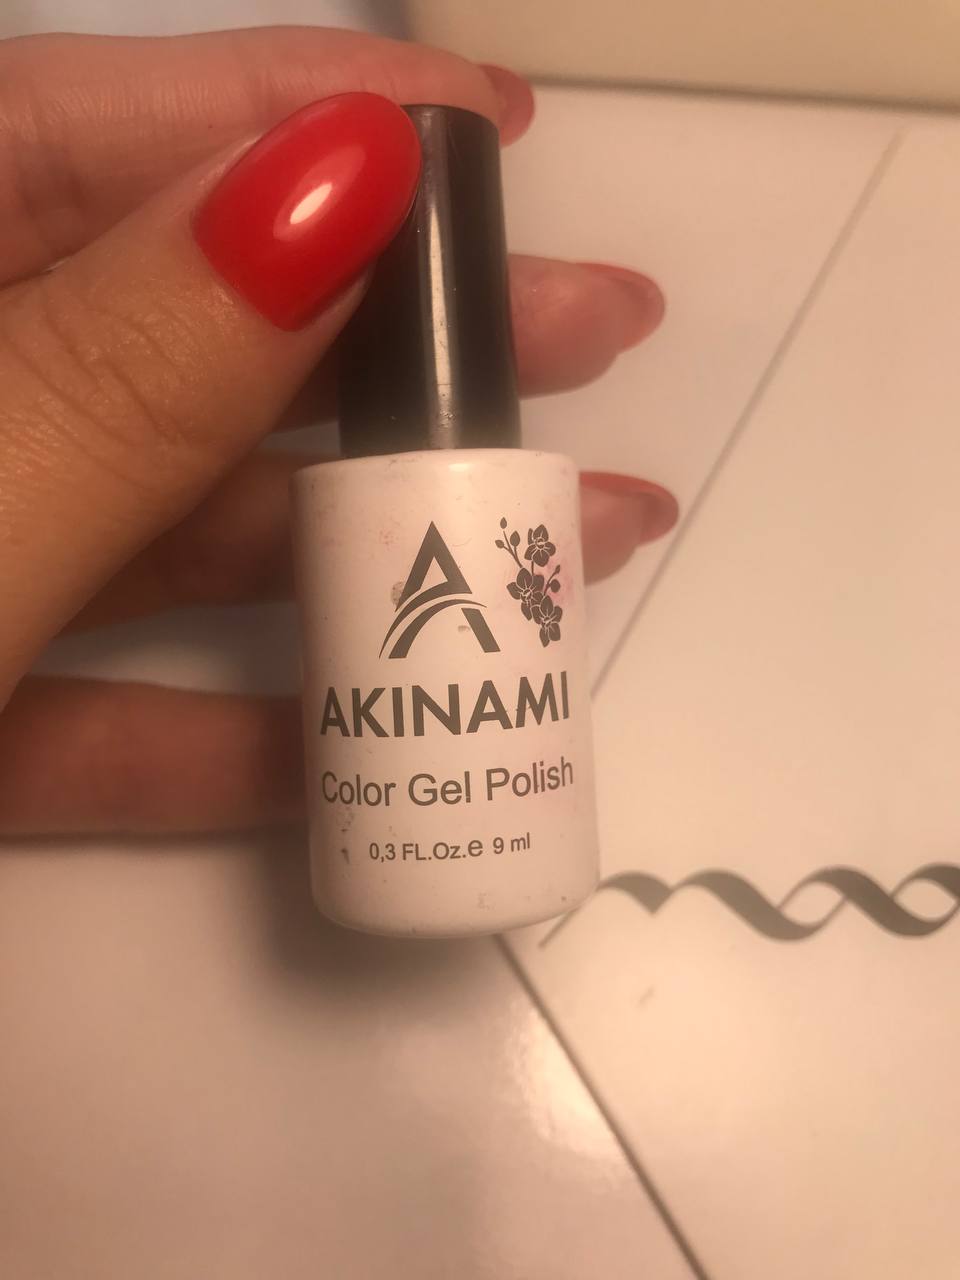 AKINAMI
Color Gel Polish
0,3 FL.Oz.e 9 ml